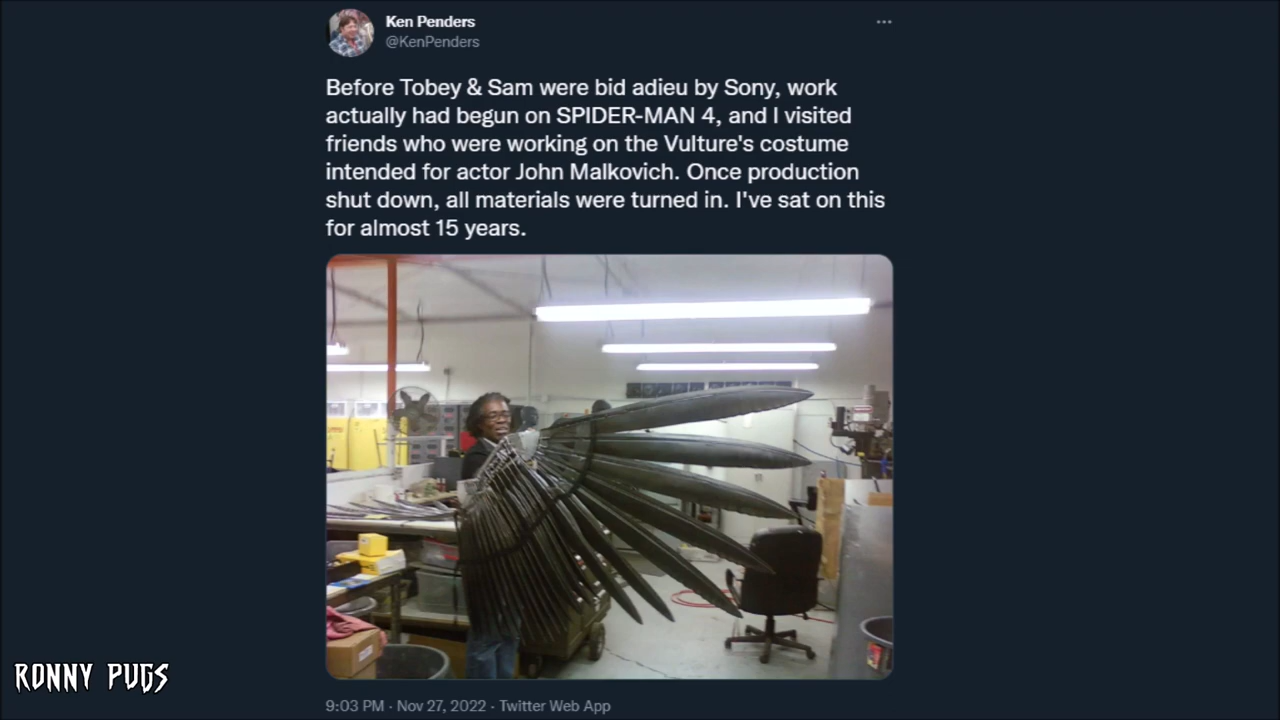 Ken Penders
@KenPenders
Before Tobey & Sam were bid adieu by Sony, work
actually had begun on SPIDER-MAN 4, and I visited
friends who were working on the Vulture's costume
intended for actor John Malkovich. Once production
shut down, all materials were turned in. I've sat on this
for almost 15 years.
RONNY PUGS
9:03 PM · Nov 27, 2022 · Twitter Web App